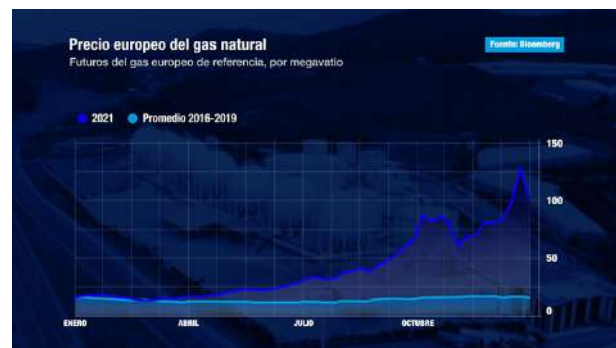 Precio europeo del gas natural
Fuente: Bloomberg
Futuros del gas europeo de referencia, por megavatio
2021
Promedio 2016-2019
150
100
50
0
ENERO
ABRIL
JULIO
OCTUBRE